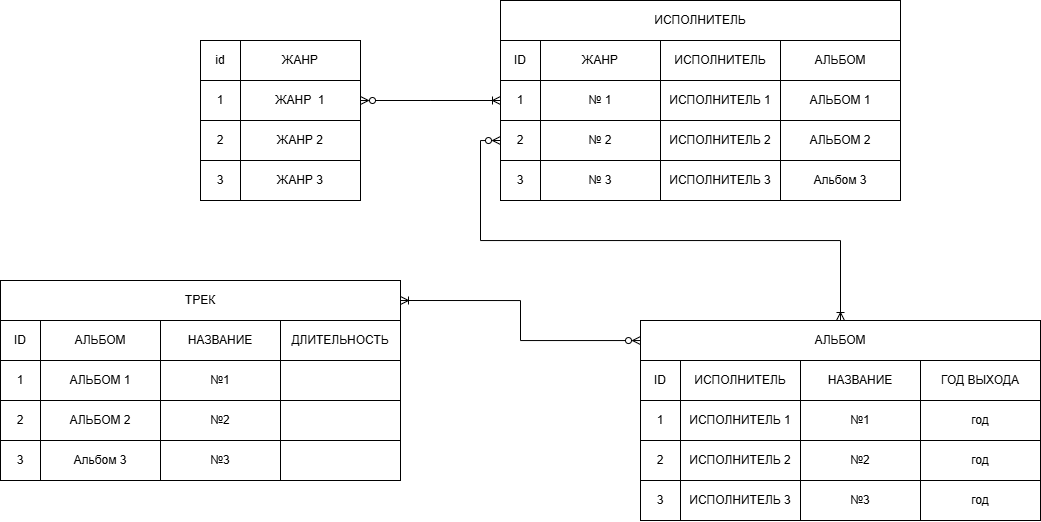 ИСПОЛНИТЕЛЬ
id ЖАНР
1 ЖАНР 1
2 ЖАНР 2
3 ЖАНР 3
ID ЖАНР ИСПОЛНИТЕЛЬ АЛЬБОМ
1 № 1 ИСПОЛНИТЕЛЬ 1 АЛЬБОМ 1
2 № 2 ИСПОЛНИТЕЛЬ 2 АЛЬБОМ 2
3 № 3 ИСПОЛНИТЕЛЬ 3 Альбом 3
ТРЕК
ID АЛЬБОМ НАЗВАНИЕ ДЛИТЕЛЬНОСТЬ
1 АЛЬБОМ 1 №1
2 АЛЬБОМ 2 №2
3 Альбом 3 №3
АЛЬБОМ
ID ИСПОЛНИТЕЛЬ НАЗВАНИЕ ГОД ВЫХОДА
1 ИСПОЛНИТЕЛЬ 1 №1 год
2 ИСПОЛНИТЕЛЬ 2 №2 год
3 ИСПОЛНИТЕЛЬ 3 №3 год